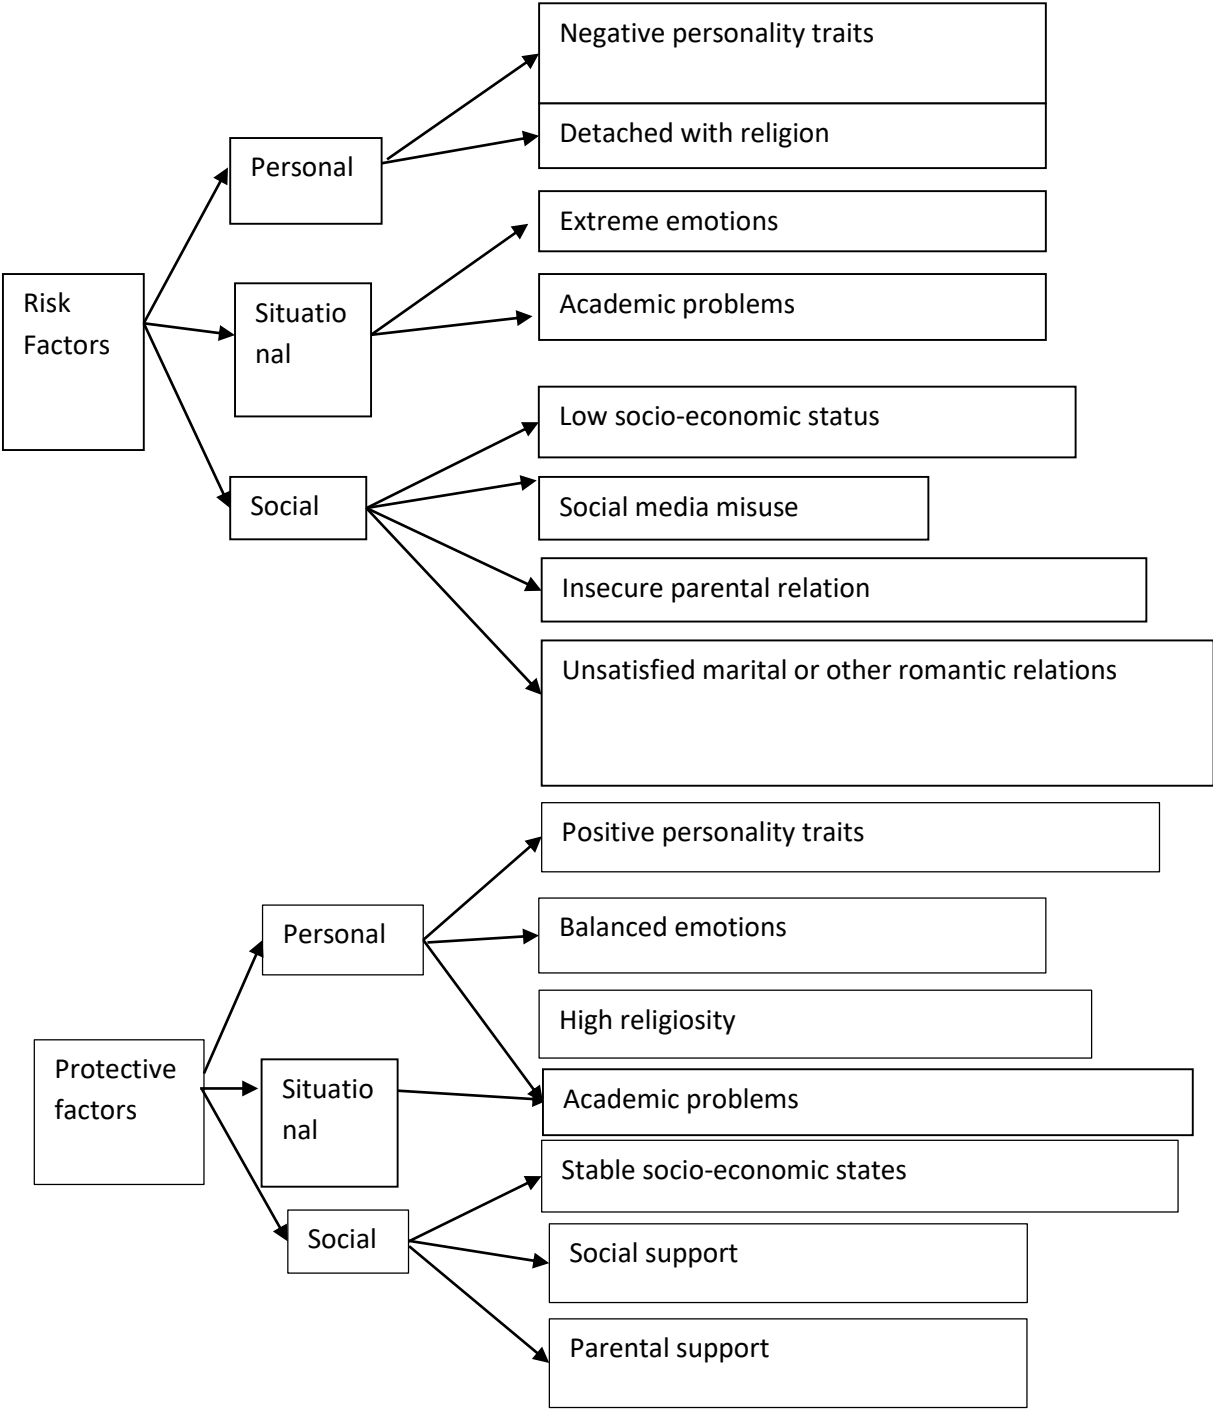 Negative personality traits
Detached with religion
Personal
Extreme emotions
Risk
Factors
Situatio
nal
Academic problems
Low socio-economic status
Social
Social media misuse
Insecure parental relation
Unsatisfied marital or other romantic relations
Positive personality traits
Personal
Balanced emotions
High religiosity
Protective
factors
Situatio
nal
Academic problems
Stable socio-economic states
Social
Social support
Parental support